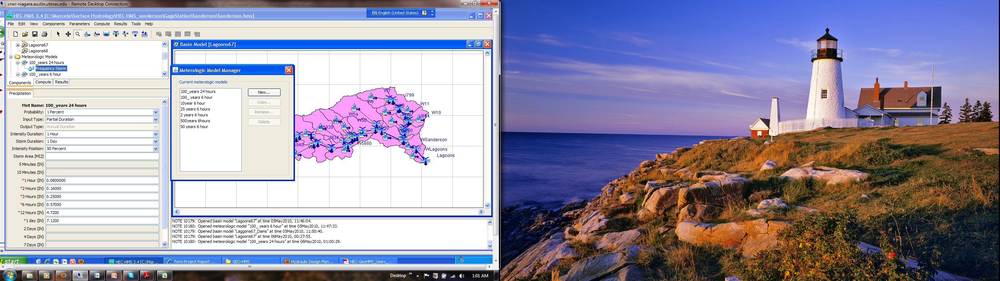 crwr-niagara.austin.utexas.edu - Remote Desktop Connection
HEC-HMS 3.4 [C:\Marcelo\Surface Hydrology\HEC-HMS_sanderson\GageStation\Sanderson\Sanderson.hms]
EN English (United States)
File Edit View Components Parameters Compute Results Tools Help
Lagoons67
Lagoons68
Meteorologic Models
100_years 24 hours
Frequency Storm
100_ years 6 hour
Components Compute Results
Precipitation
Met Name: 100_years 24 hours
Probability: 1 Percent
Input Type: Partial Duration
Output Type: Annual Duration
Intensity Duration: 1 Hour
Storm Duration: 1 Day
Intensity Position: 50 Percent
Storm Area (MI2)
5 Minutes (IN)
15 Minutes (IN)
*1 Hour (IN) 0.0800000
*2 Hours (IN) 0.16000
*3 Hours (IN) 0.25000
*6 Hours (IN) 0.57000
*12 Hours (IN) 4.7200
*1 day (IN) 7.1200
2 Days (IN)
4 Days (IN)
7 Days (IN)
Basin Model [Lagoons67]
Meterologic Model Manager
Current meterologic models
100_years 24 hours
100_ years 6 hour
10year 6 hour
25 years 6 hours
2 years 6 hours
500years 6hours
50 years 6 hour
New...
Copy...
Rename...
Delete
W7
J799
W6
W8
W11
W10
W5a
J804
W5b
W5930
J834
W5880
WSanderson
WLagoons
Lagoons
NOTE 10179: Opened basin model "Lagoons67" at time 05May2010, 11:46:04.
NOTE 10180: Opened meteorologic model "100_ years 6 hour" at time 05May2010, 11:47:33.
NOTE 10179: Opened basin model "Laggons67_Dams" at time 05May2010, 11:50:40.
NOTE 10179: Opened basin model "Lagoons67" at time 06May2010, 00:27:55.
NOTE 10180: Opened meteorologic model "100_years 24 hours" at time 06May2010, 01:00:29.
start
HEC-HMS 3.4 [C:\Mar...
Term Project Report ...
GEO-HMS
Hydraulic Design Man...
HEC-GeoHMS_Users_...
Desktop
1:01 AM